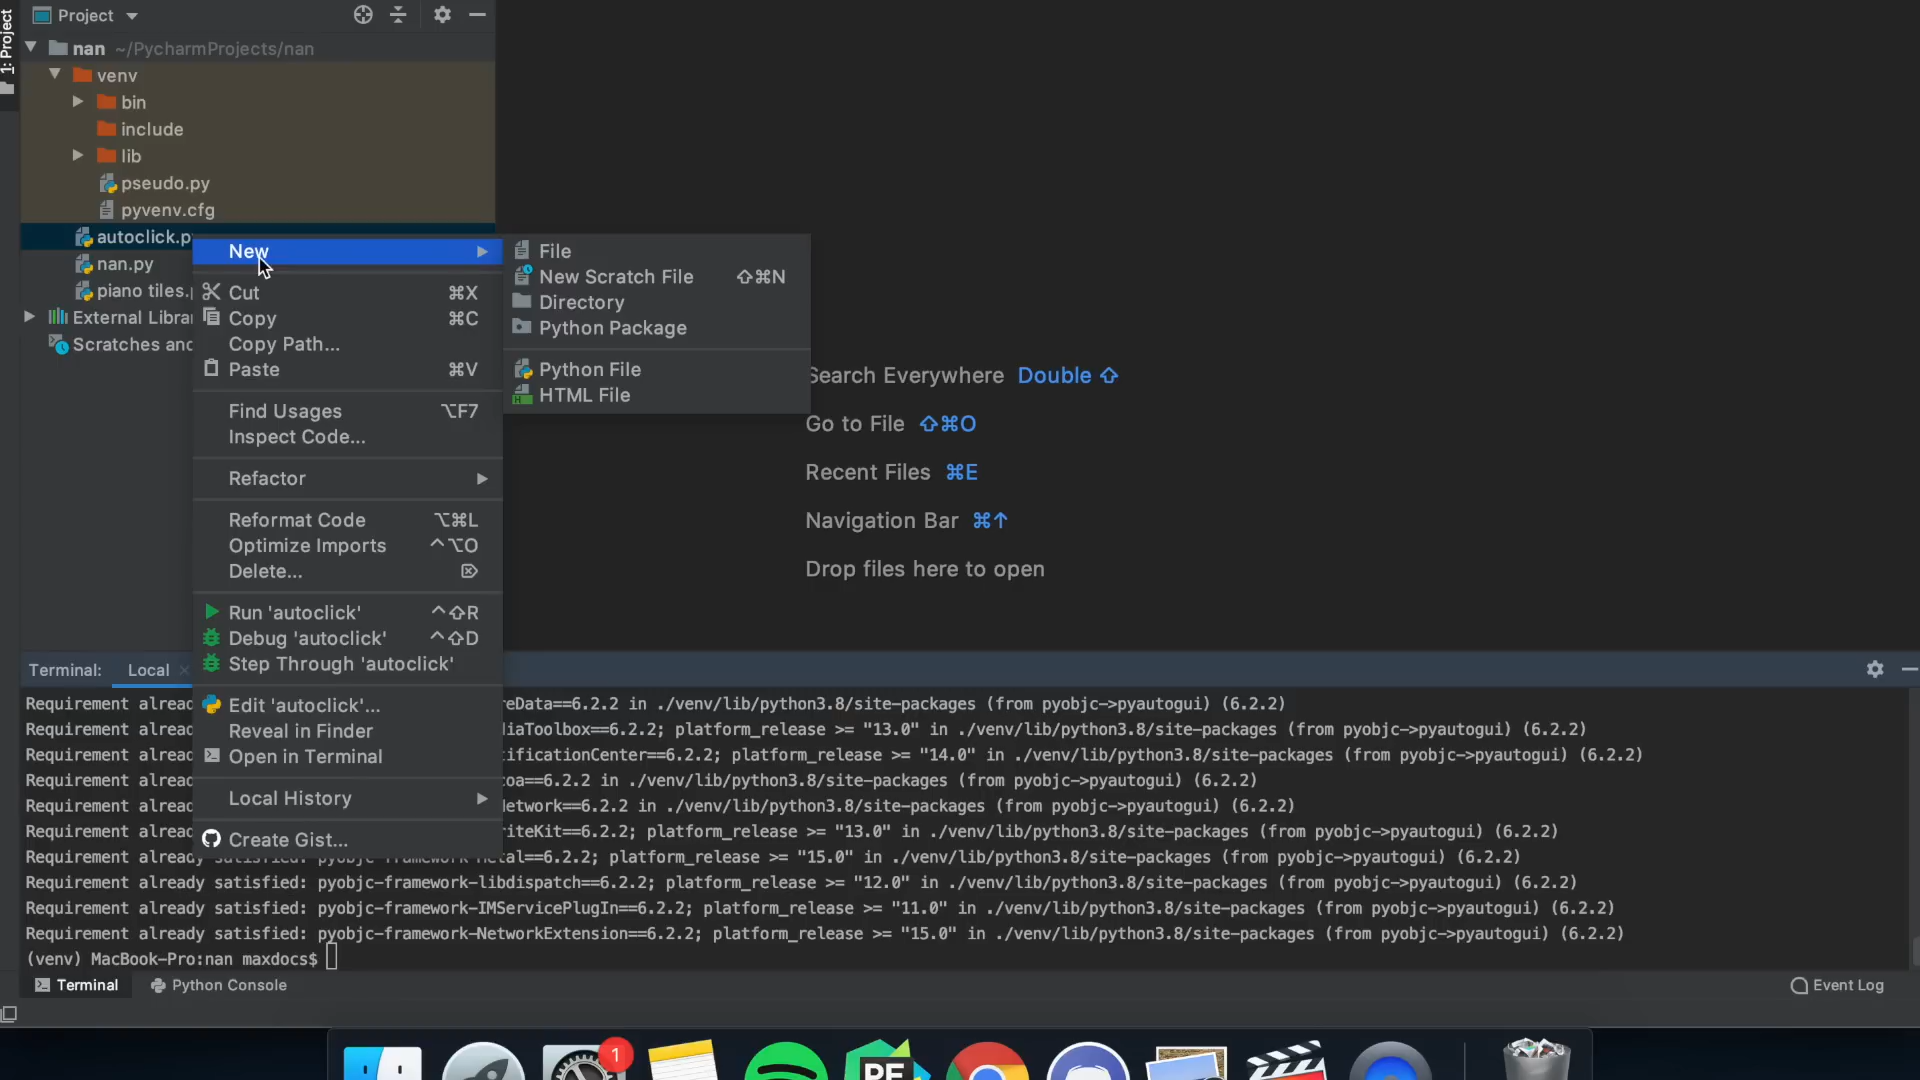 1: Project
Project
nan ~/PycharmProjects/nan
venv
bin
include
lib
pseudo.py
pyvenv.cfg
autoclick.p
nan.py
piano tiles.
External Librar
Scratches and
New
Cut ⌘X
Copy ⌘C
Copy Path...
Paste ⌘V
Find Usages ⌥F7
Inspect Code...
Refactor
Reformat Code ⌥⌘L
Optimize Imports ^⌥O
Delete... ⌦
Run 'autoclick' ^⇧R
Debug 'autoclick' ^⇧D
Step Through 'autoclick'
Edit 'autoclick'...
Reveal in Finder
Open in Terminal
Local History
Create Gist...
File
New Scratch File ⇧⌘N
Directory
Python Package
Python File
HTML File
Search Everywhere Double ⇧
Go to File ⇧⌘O
Recent Files ⌘E
Navigation Bar ⌘↑
Drop files here to open
Terminal: Local
Requirement alread eData==6.2.2 in ./venv/lib/python3.8/site-packages (from pyobjc->pyautogui) (6.2.2)
Requirement alread iaToolbox==6.2.2; platform_release >= "13.0" in ./venv/lib/python3.8/site-packages (from pyobjc->pyautogui) (6.2.2)
Requirement alread tificationCenter==6.2.2; platform_release >= "14.0" in ./venv/lib/python3.8/site-packages (from pyobjc->pyautogui) (6.2.2)
Requirement alread oa==6.2.2 in ./venv/lib/python3.8/site-packages (from pyobjc->pyautogui) (6.2.2)
Requirement alread etwork==6.2.2 in ./venv/lib/python3.8/site-packages (from pyobjc->pyautogui) (6.2.2)
Requirement alread riteKit==6.2.2; platform_release >= "13.0" in ./venv/lib/python3.8/site-packages (from pyobjc->pyautogui) (6.2.2)
Requirement already etal==6.2.2; platform_release >= "15.0" in ./venv/lib/python3.8/site-packages (from pyobjc->pyautogui) (6.2.2)
Requirement already satisfied: pyobjc-framework-libdispatch==6.2.2; platform_release >= "12.0" in ./venv/lib/python3.8/site-packages (from pyobjc->pyautogui) (6.2.2)
Requirement already satisfied: pyobjc-framework-IMServicePlugIn==6.2.2; platform_release >= "11.0" in ./venv/lib/python3.8/site-packages (from pyobjc->pyautogui) (6.2.2)
Requirement already satisfied: pyobjc-framework-NetworkExtension==6.2.2; platform_release >= "15.0" in ./venv/lib/python3.8/site-packages (from pyobjc->pyautogui) (6.2.2)
(venv) MacBook-Pro:nan maxdocs$
Terminal Python Console Event Log
1
PE